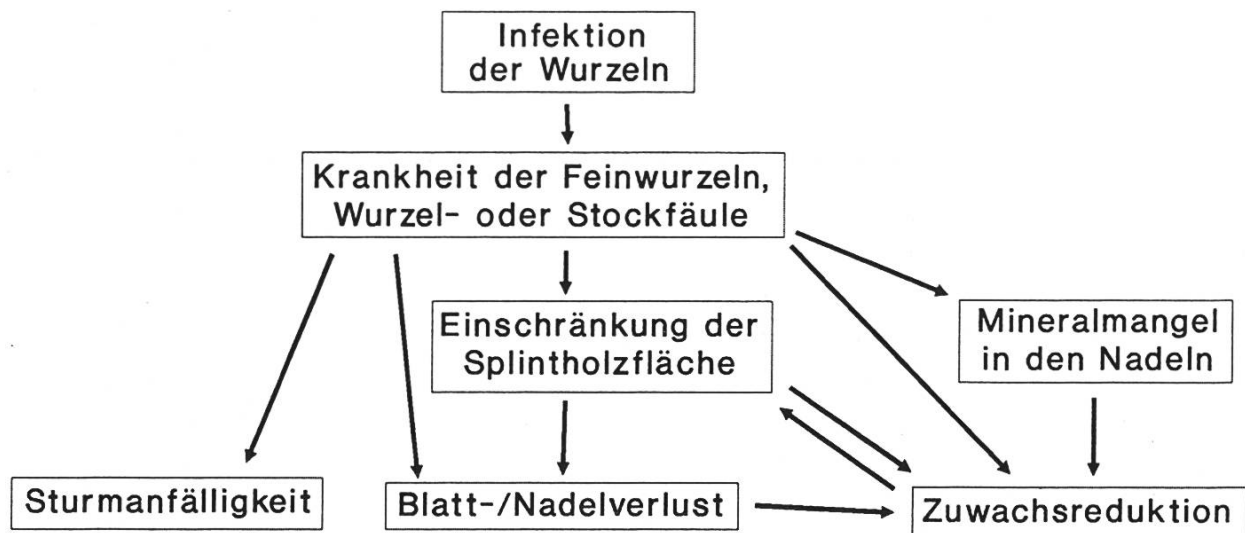 Infektion
der Wurzeln
Krankheit der Feinwurzeln,
Wurzel- oder Stockfäule
Einschränkung der
Splintholzfläche
Mineralmangel
in den Nadeln
Sturmanfälligkeit
Blatt-/Nadelverlust
Zuwachsreduktion